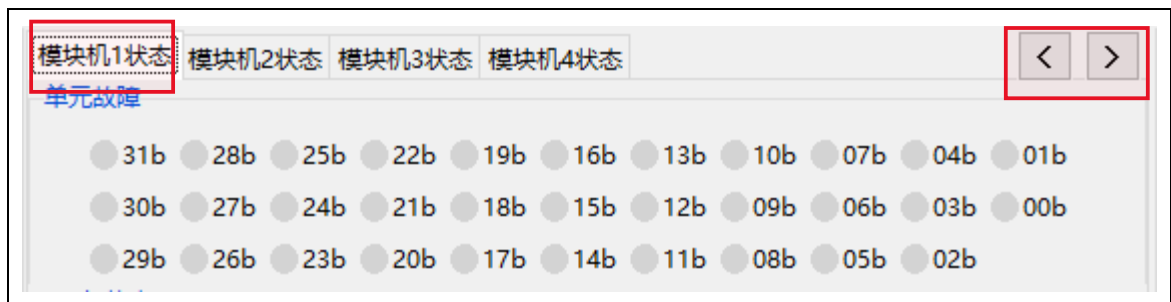 模块机1状态 模块机2状态 模块机3状态 模块机4状态 < >
单元故障
31b 28b 25b 22b 19b 16b 13b 10b 07b 04b 01b
30b 27b 24b 21b 18b 15b 12b 09b 06b 03b 00b
29b 26b 23b 20b 17b 14b 11b 08b 05b 02b